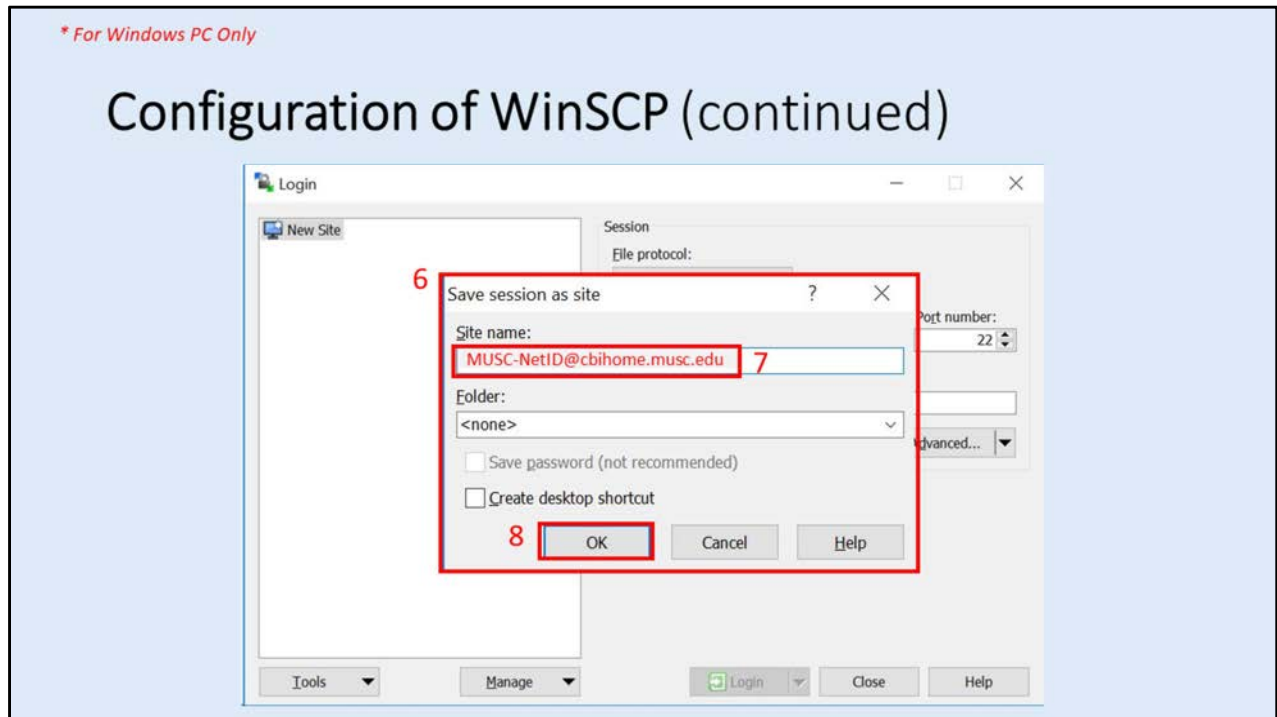 * For Windows PC Only
Configuration of WinSCP (continued)
Login
New Site
Session
File protocol:
6
Save session as site
?
Port number:
Site name:
22
MUSC-NetID@cbihome.musc.edu
7
Folder:
<none>
dvanced...
Save password (not recommended)
Create desktop shortcut
8
OK
Cancel
Help
Tools
Manage
Login
Close
Help